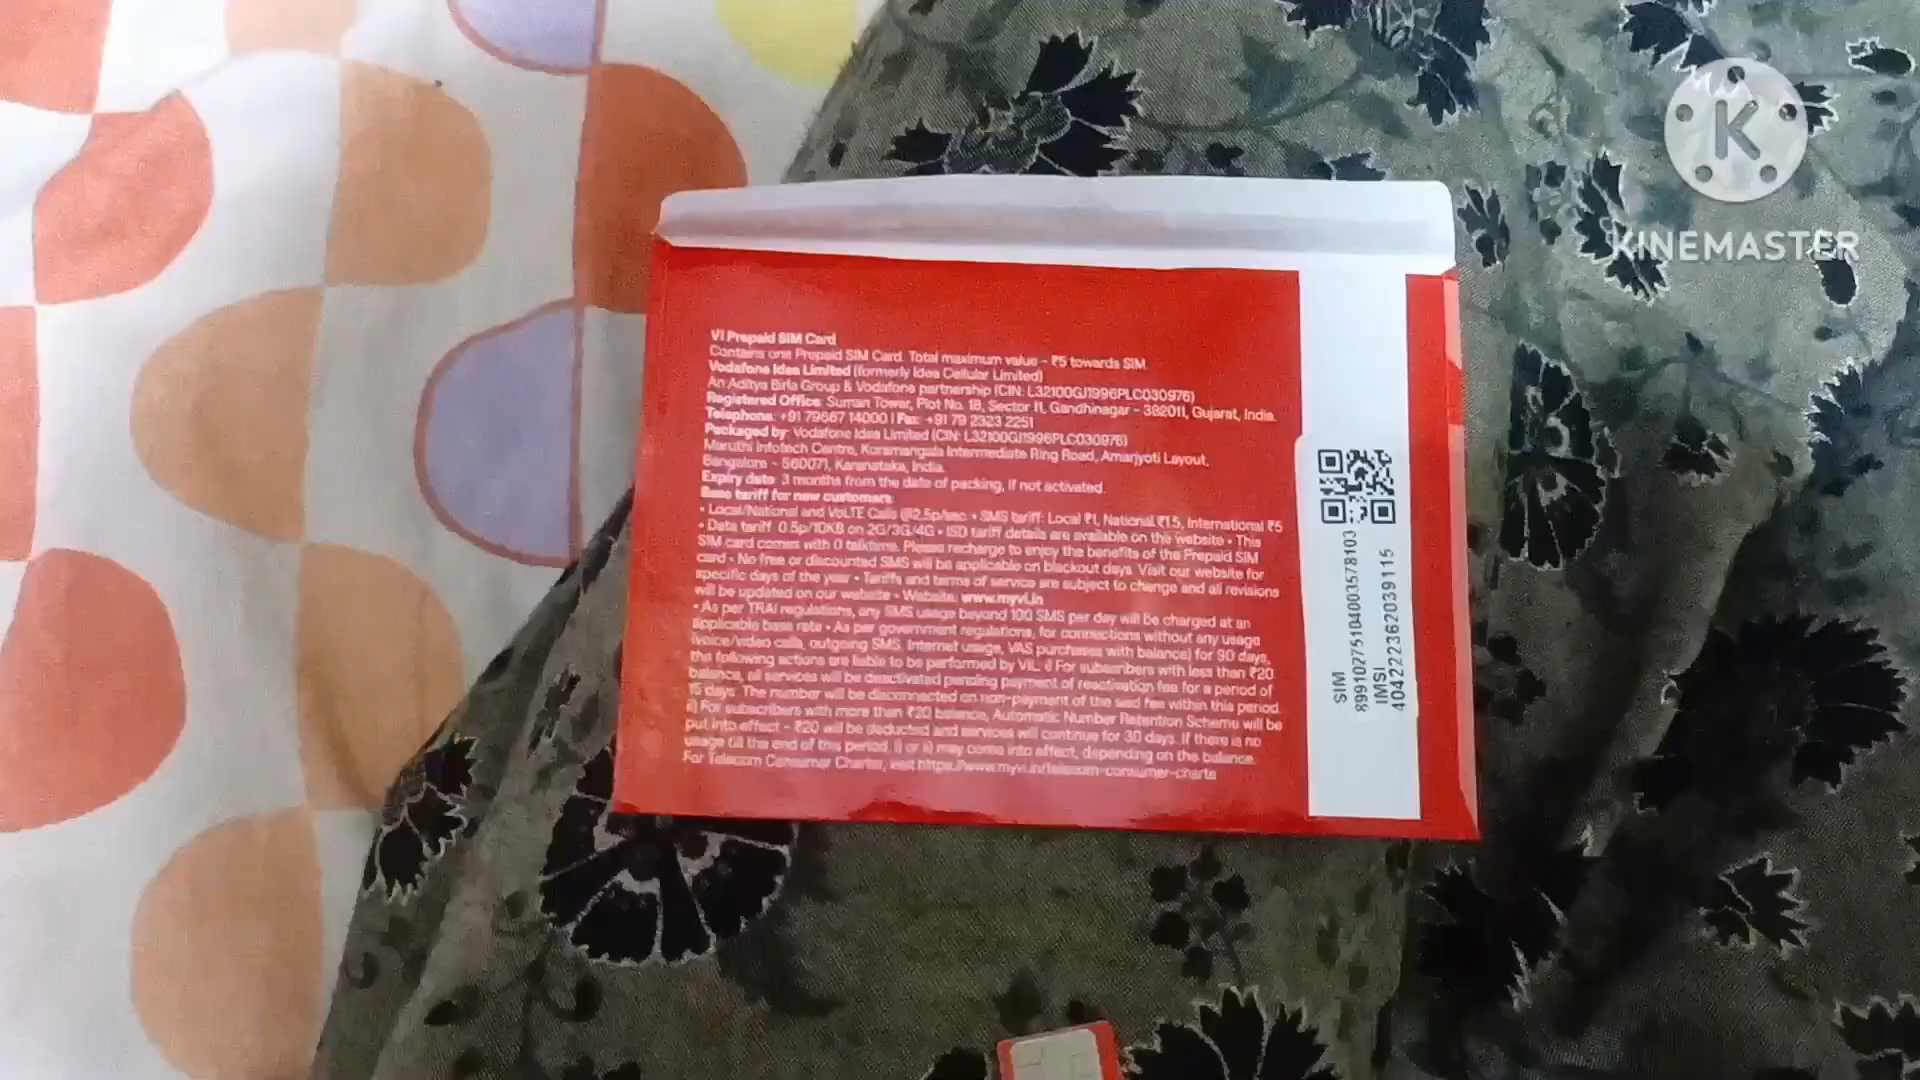 VI Prepaid SIM Card
Contains one Prepaid SIM Card. Total maximum value - ₹5 towards SIM.
Vodafone Idea Limited (formerly Idea Cellular Limited)
An Aditya Birla Group & Vodafone partnership (CIN: L32100GJ1996PLC030976)
Registered Office: Suman Tower, Plot No. 18, Sector 11, Gandhinagar - 382011, Gujarat, India.
Telephone: +91 79667 14000 | Fax: +91 79 2323 2251
Packaged by: Vodafone Idea Limited (CIN: L32100GJ1996PLC030976)
Maruthi Infotech Centre, Koramangala Intermediate Ring Road, Amarjyoti Layout,
Bangalore - 560071, Karanataka, India.
Expiry date: 3 months from the date of packing, if not activated.
Base tariff for new customers:
• Local/National and VoLTE Calls @2.5p/sec • SMS tariff: Local ₹1, National ₹1.5, International ₹5
• Data tariff 0.5p/10KB on 2G/3G/4G • ISD tariff details are available on the website • This
SIM card comes with 0 talktime. Please recharge to enjoy the benefits of the Prepaid SIM
card • No free or discounted SMS will be applicable on blackout days. Visit our website for
specific days of the year • Tariffs and terms of service are subject to change and all revisions
will be updated on our website • Website: www.myvi.in
• As per TRAI regulations, any SMS usage beyond 100 SMS per day will be charged at an
applicable base rate • As per government regulations, for connections without any usage
(voice/video calls, outgoing SMS, Internet usage, VAS purchases with balance) for 90 days,
the following actions are liable to be performed by VIL. i) For subscribers with less than ₹20
balance, all services will be deactivated pending payment of reactivation fee for a period of
15 days. The number will be disconnected on non-payment of the said fee within this period.
ii) For subscribers with more than ₹20 balance, Automatic Number Retention Scheme will be
put into effect - ₹20 will be deducted and services will continue for 30 days. If there is no
usage till the end of this period, i) or ii) may come into effect, depending on the balance.
For Telecom Consumer Charter, visit https://www.myvi.in/telecom-consumer-charte
SIM
8991027510400357810３
IMSI
404222362039115
KINEMASTER